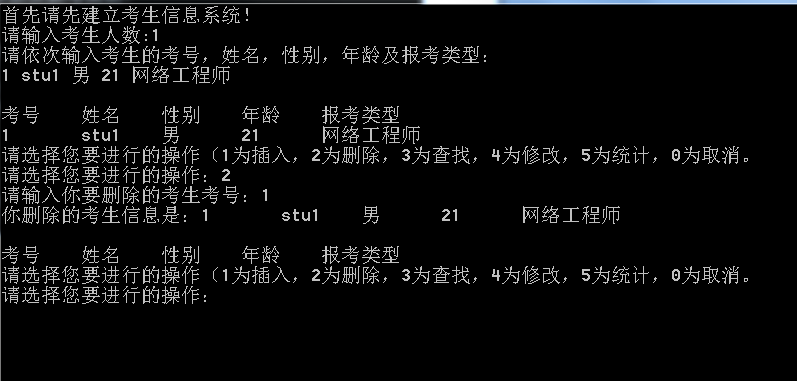 首先请先建立考生信息系统！
请输入考生人数:1
请依次输入考生的考号，姓名，性别，年龄及报考类型：
1 stu1 男 21 网络工程师
考号 姓名 性别 年龄 报考类型
1 stu1 男 21 网络工程师
请选择您要进行的操作（1为插入，2为删除，3为查找，4为修改，5为统计，0为取消。
请选择您要进行的操作：2
请输入你要删除的考生考号：1
你删除的考生信息是：1 stu1 男 21 网络工程师
考号 姓名 性别 年龄 报考类型
请选择您要进行的操作（1为插入，2为删除，3为查找，4为修改，5为统计，0为取消。
请选择您要进行的操作：